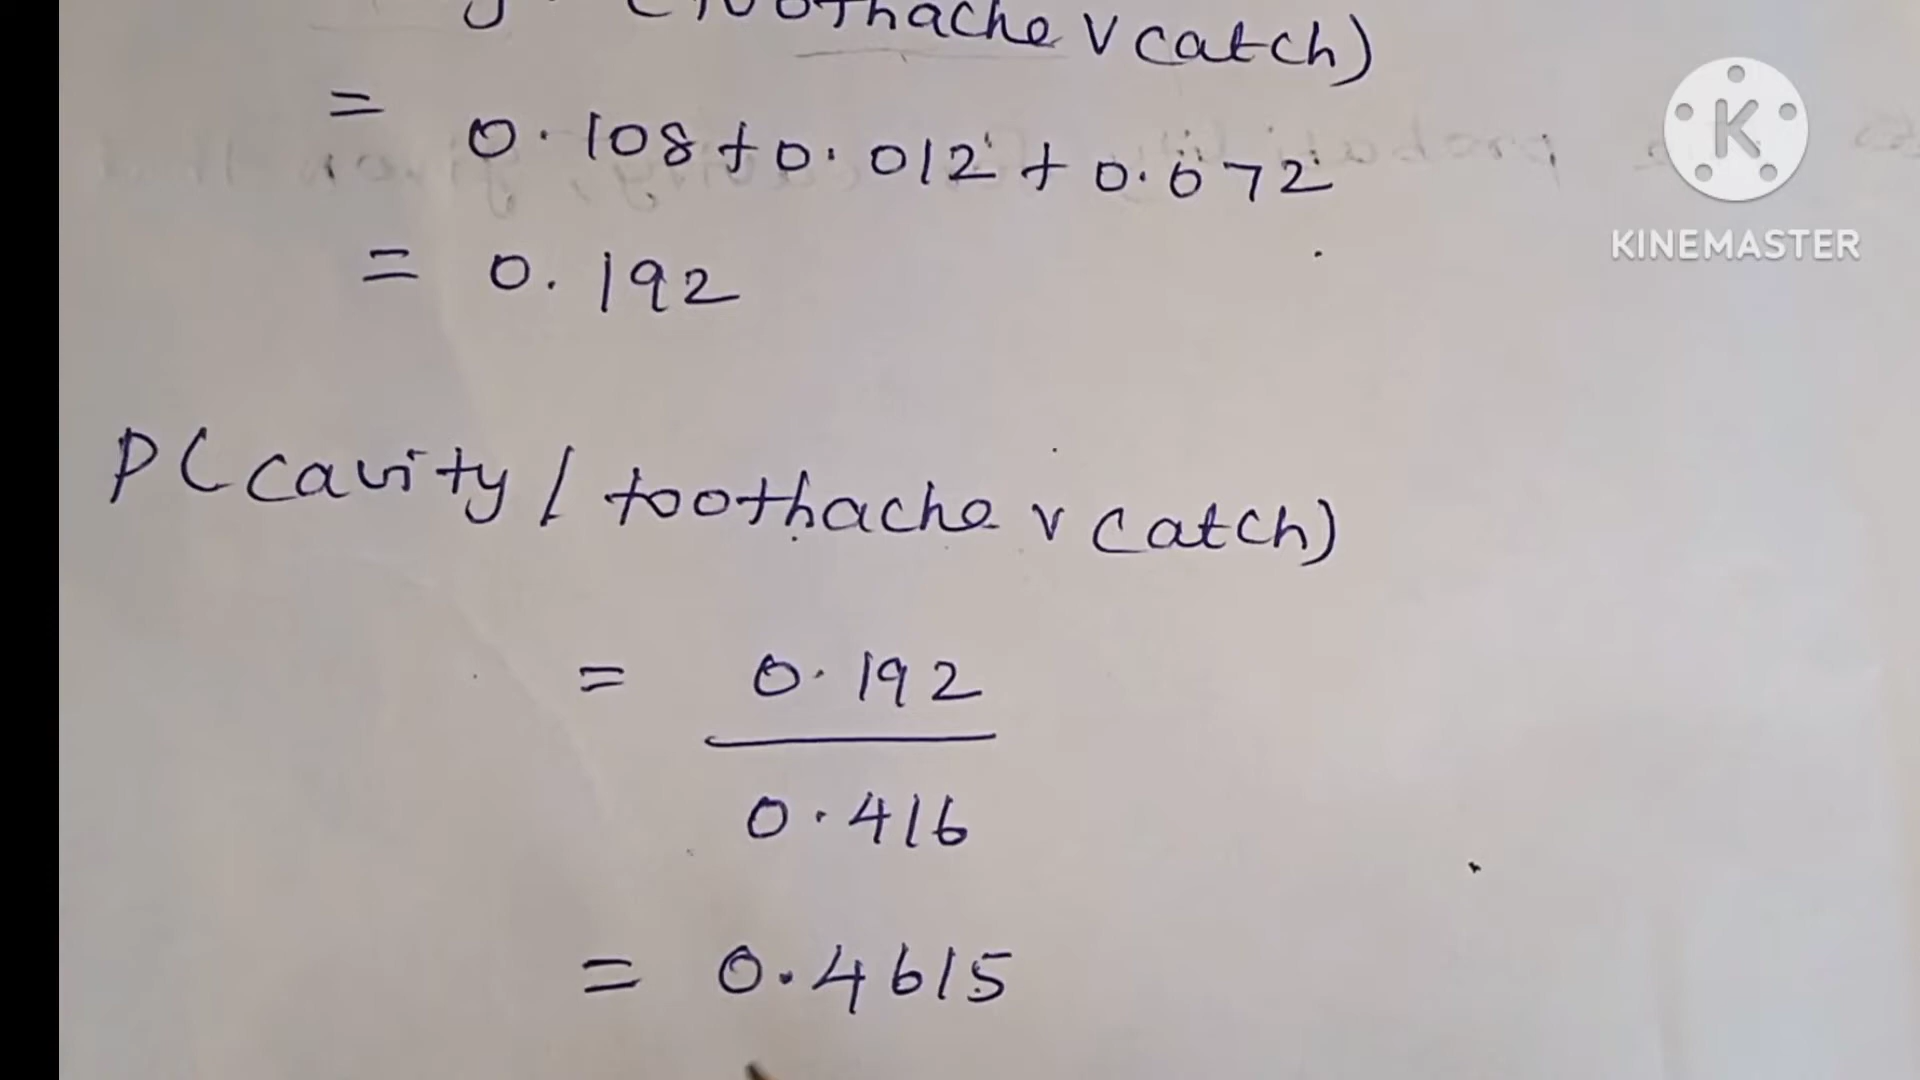 toothache v catch)
= 0.108 + 0.012 + 0.072
= 0.192
P(cavity / toothache v catch)
= 0.192
0.416
= 0.4615
K
KINEMASTER